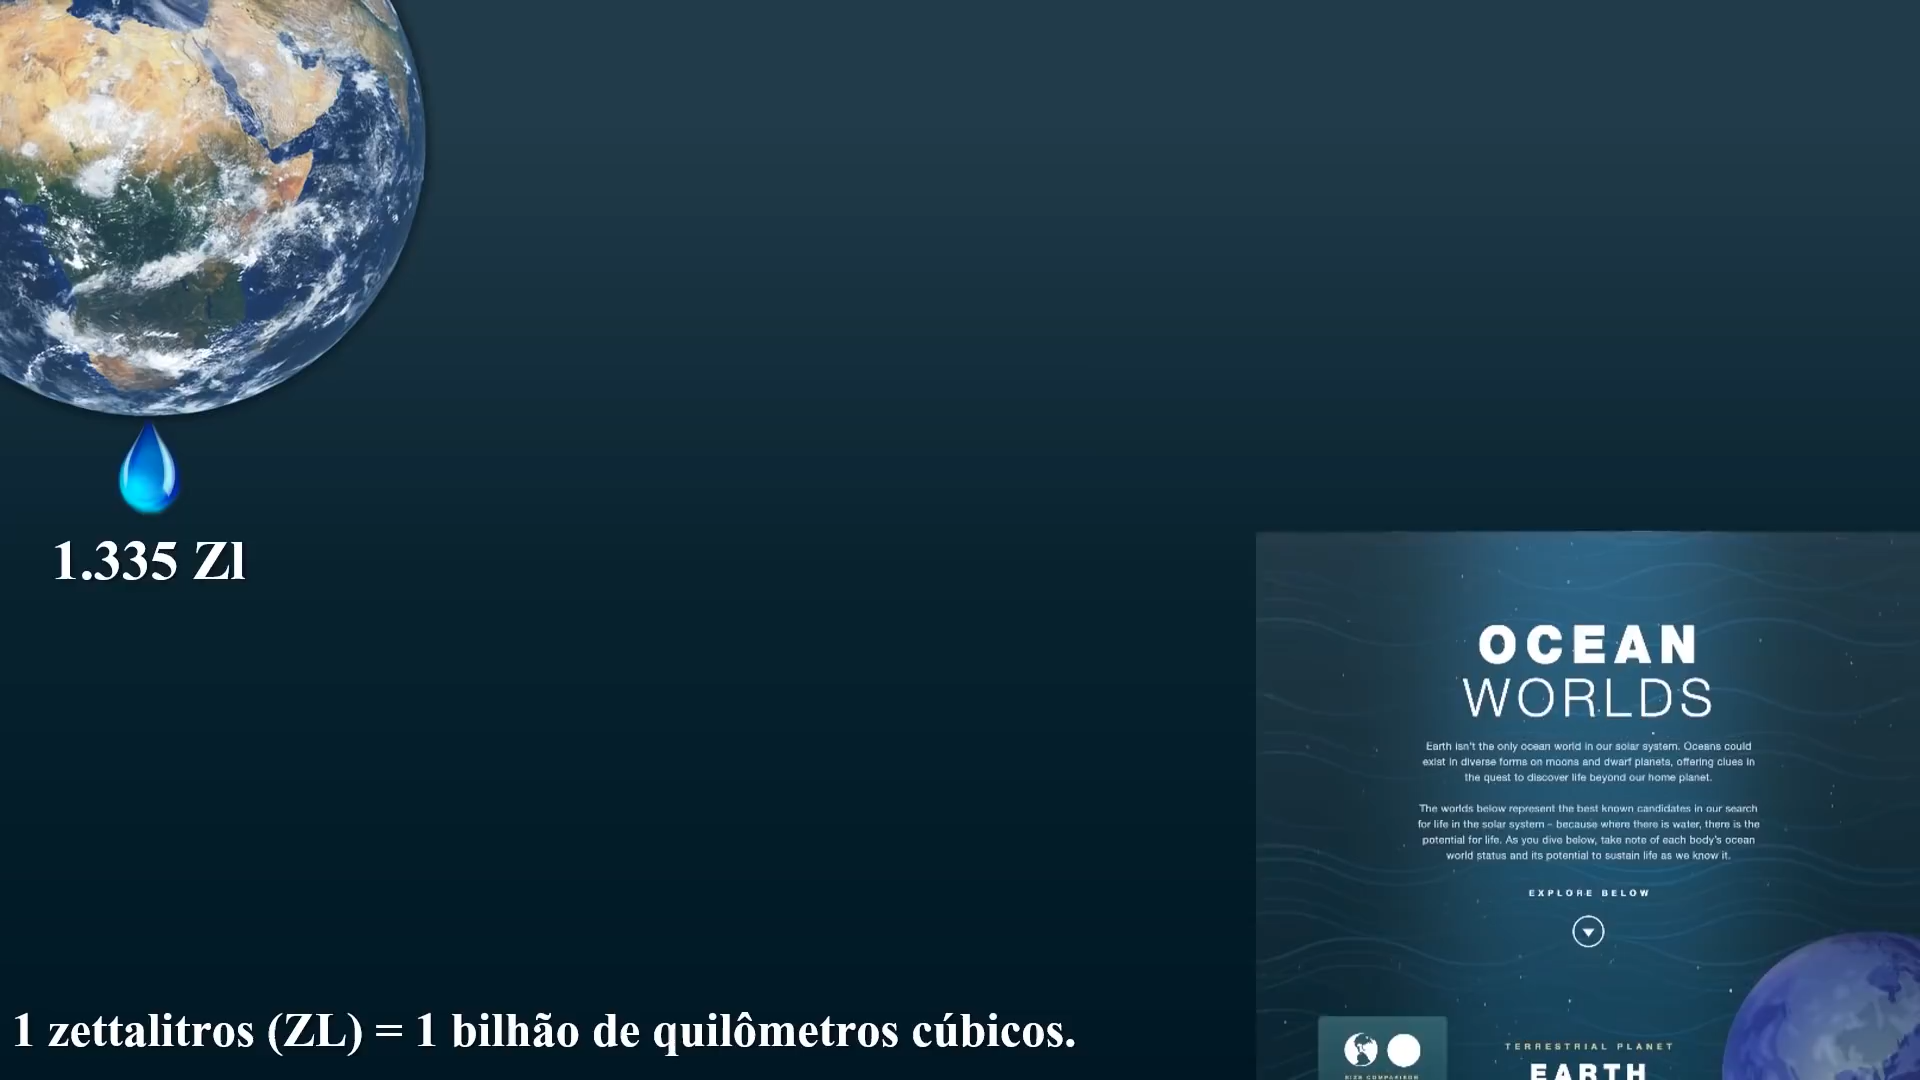 1.335 Zl
OCEAN
WORLDS
Earth isn't the only ocean world in our solar system. Oceans could
exist in diverse forms on moons and dwarf planets, offering clues in
the quest to discover life beyond our home planet.
The worlds below represent the best known candidates in our search
for life in the solar system – because where there is water, there is the
potential for life. As you dive below, take note of each body's ocean
world status and its potential to sustain life as we know it.
EXPLORE BELOW
TERRESTRIAL PLANET
EARTH
SIZE COMPARISON
1 zettalitros (ZL) = 1 bilhão de quilômetros cúbicos.